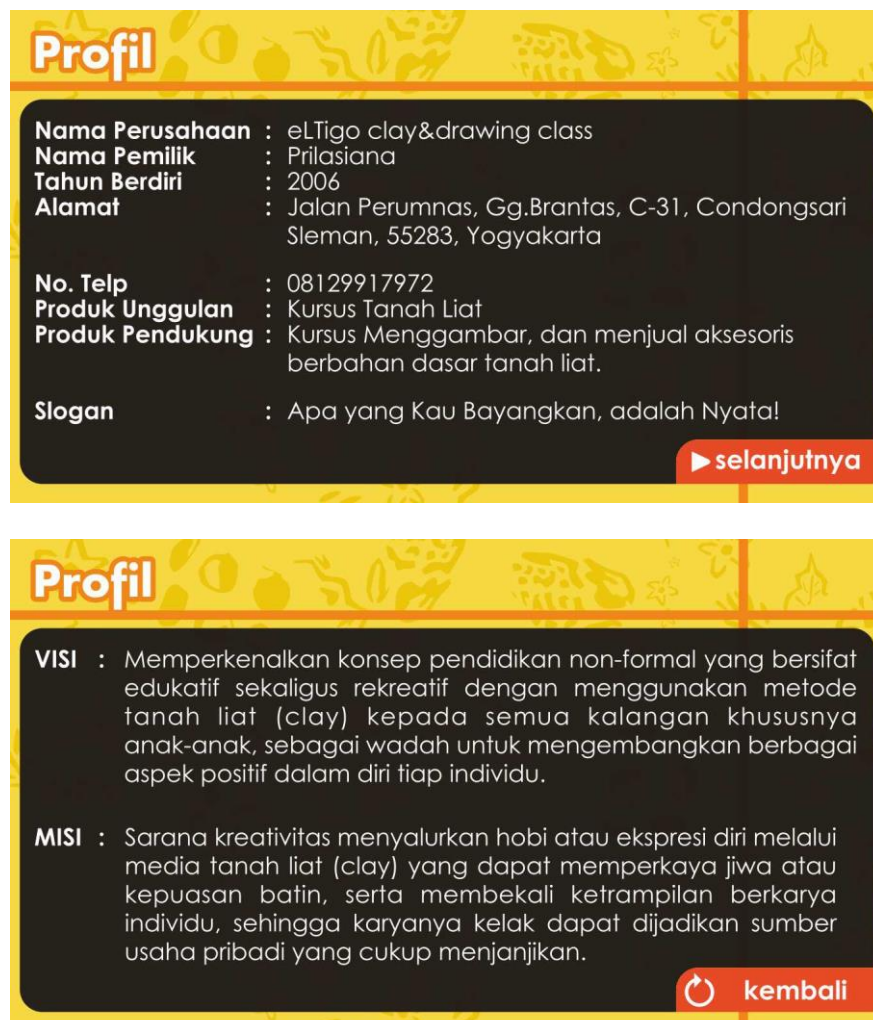 Profil
Nama Perusahaan : eLTigo clay&drawing class
Nama Pemilik : Prilasiana
Tahun Berdiri : 2006
Alamat : Jalan Perumnas, Gg.Brantas, C-31, Condongsari
Sleman, 55283, Yogyakarta
No. Telp : 08129917972
Produk Unggulan : Kursus Tanah Liat
Produk Pendukung : Kursus Menggambar, dan menjual aksesoris
berbahan dasar tanah liat.
Slogan : Apa yang Kau Bayangkan, adalah Nyata!
selanjutnya
Profil
VISI : Memperkenalkan konsep pendidikan non-formal yang bersifat
edukatif sekaligus rekreatif dengan menggunakan metode
tanah liat (clay) kepada semua kalangan khususnya
anak-anak, sebagai wadah untuk mengembangkan berbagai
aspek positif dalam diri tiap individu.
MISI : Sarana kreativitas menyalurkan hobi atau ekspresi diri melalui
media tanah liat (clay) yang dapat memperkaya jiwa atau
kepuasan batin, serta membekali ketrampilan berkarya
individu, sehingga karyanya kelak dapat dijadikan sumber
usaha pribadi yang cukup menjanjikan.
kembali